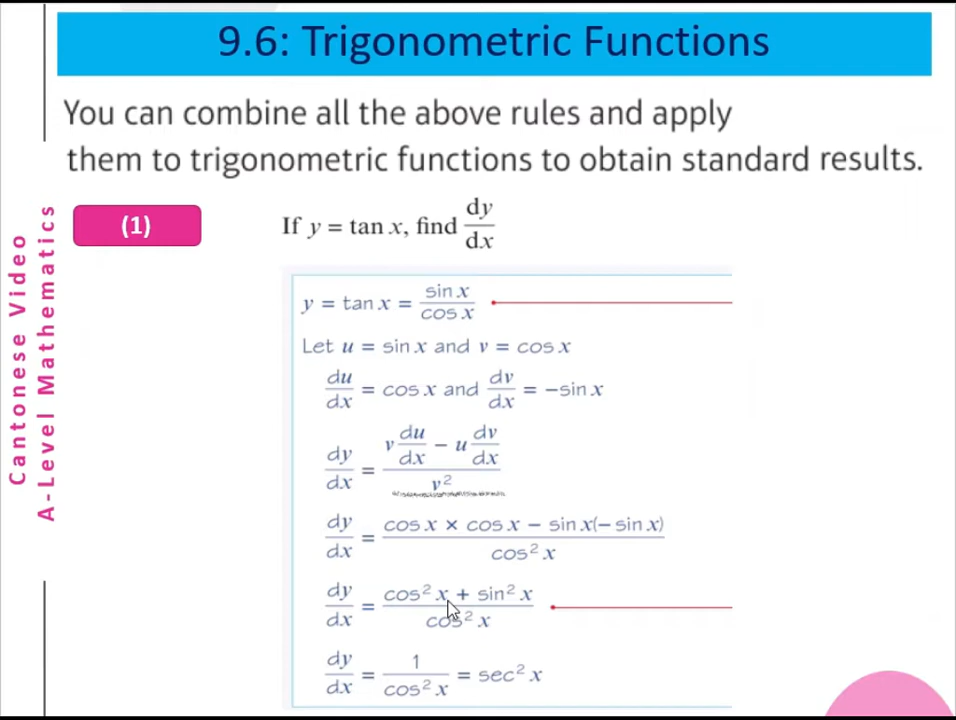 9.6: Trigonometric Functions
You can combine all the above rules and apply
them to trigonometric functions to obtain standard results.
(1)
If y = tan x, find dy/dx
y = tan x = sin x/cos x
Let u = sin x and v = cos x
du/dx = cos x and dv/dx = −sin x
dy/dx = (v du/dx − u dv/dx)/v²
dy/dx = (cos x × cos x − sin x(− sin x))/cos² x
dy/dx = (cos² x + sin² x)/cos² x
dy/dx = 1/cos² x = sec² x
Cantonese Video
A-Level Mathematics